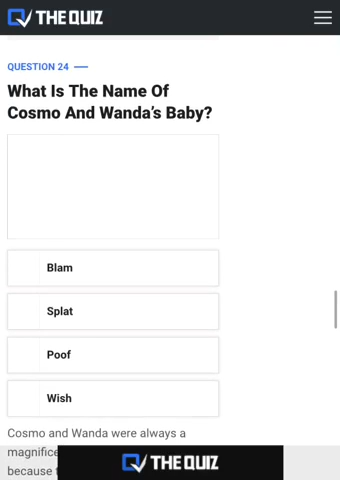 THE QUIZ
QUESTION 24
What Is The Name Of
Cosmo And Wanda's Baby?
Blam
Splat
Poof
Wish
Cosmo and Wanda were always a
because
THE QUIZ